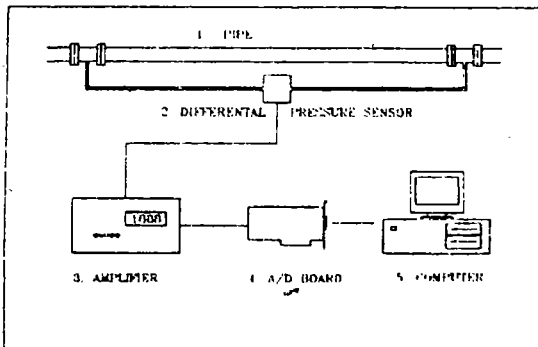 1. PIPE
2 DIFFERENTAL PRESSURE SENSOR
1000
3. AMPLIFIER
4 A/D BOARD
5. COMPUTER